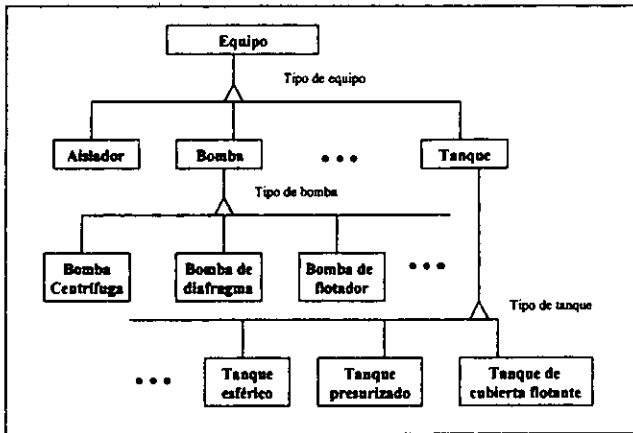 Equipo
Tipo de equipo
Aislador
Bomba
Tanque
Tipo de bomba
Bomba
Centrífuga
Bomba de
diafragma
Bomba de
flotador
Tipo de tanque
Tanque
esférico
Tanque
presurizado
Tanque de
cubierta flotante